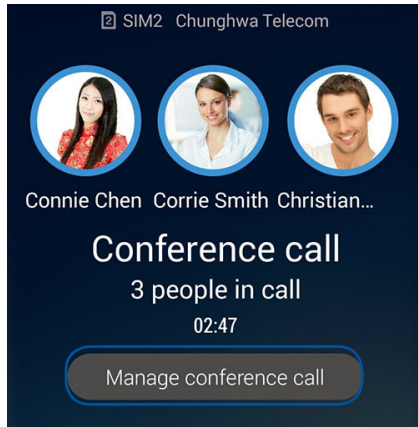 2 SIM2 Chunghwa Telecom
Connie Chen Corrie Smith Christian...
Conference call
3 people in call
02:47
Manage conference call